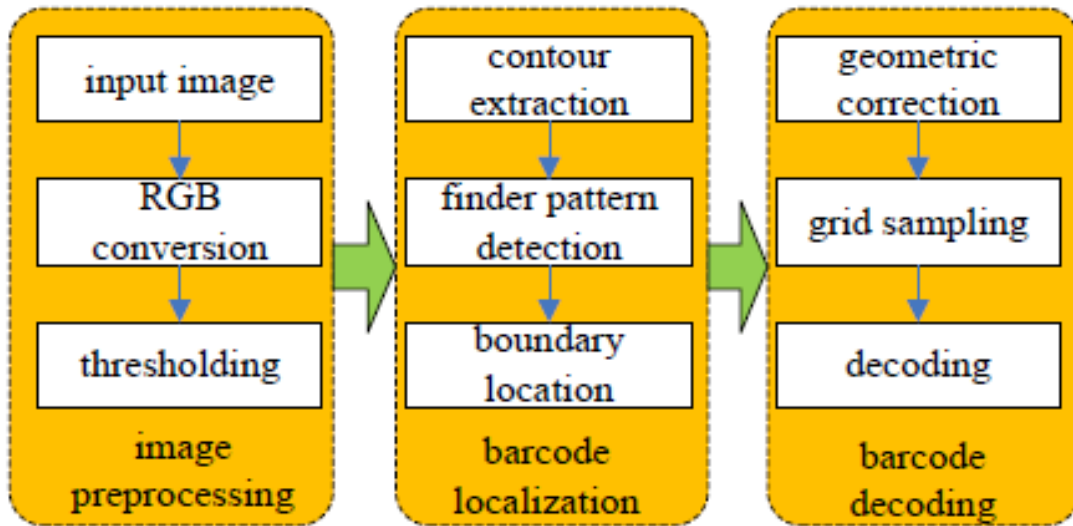 input image
RGB
conversion
thresholding
image
preprocessing
contour
extraction
finder pattern
detection
boundary
location
barcode
localization
geometric
correction
grid sampling
decoding
barcode
decoding